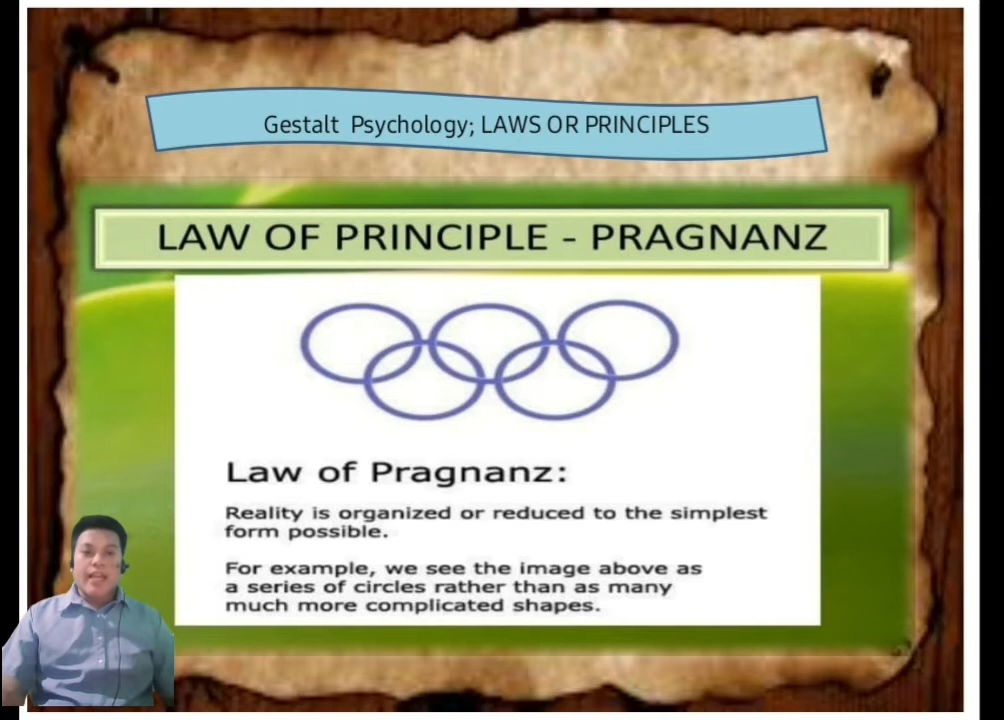 Gestalt Psychology; LAWS OR PRINCIPLES
LAW OF PRINCIPLE - PRAGNANZ
Law of Pragnanz:
Reality is organized or reduced to the simplest
form possible.
For example, we see the image above as
a series of circles rather than as many
much more complicated shapes.